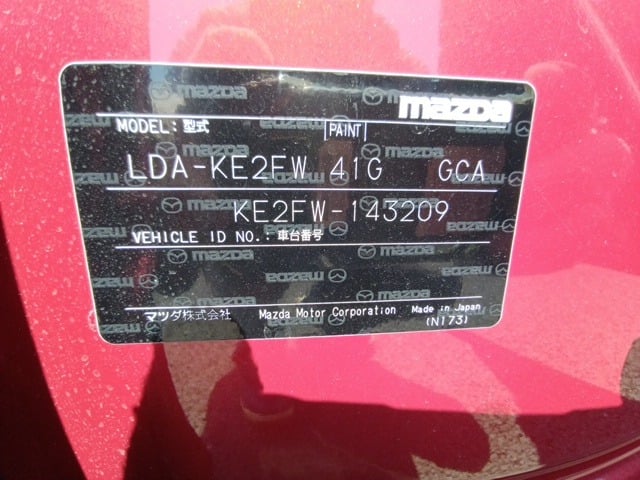 mazda
MODEL: 型式 PAINT
LDA-KE2FW 41G GCA
KE2FW-143209
VEHICLE ID NO.: 車台番号
マツダ株式会社 Mazda Motor Corporation Made in Japan
(N173)